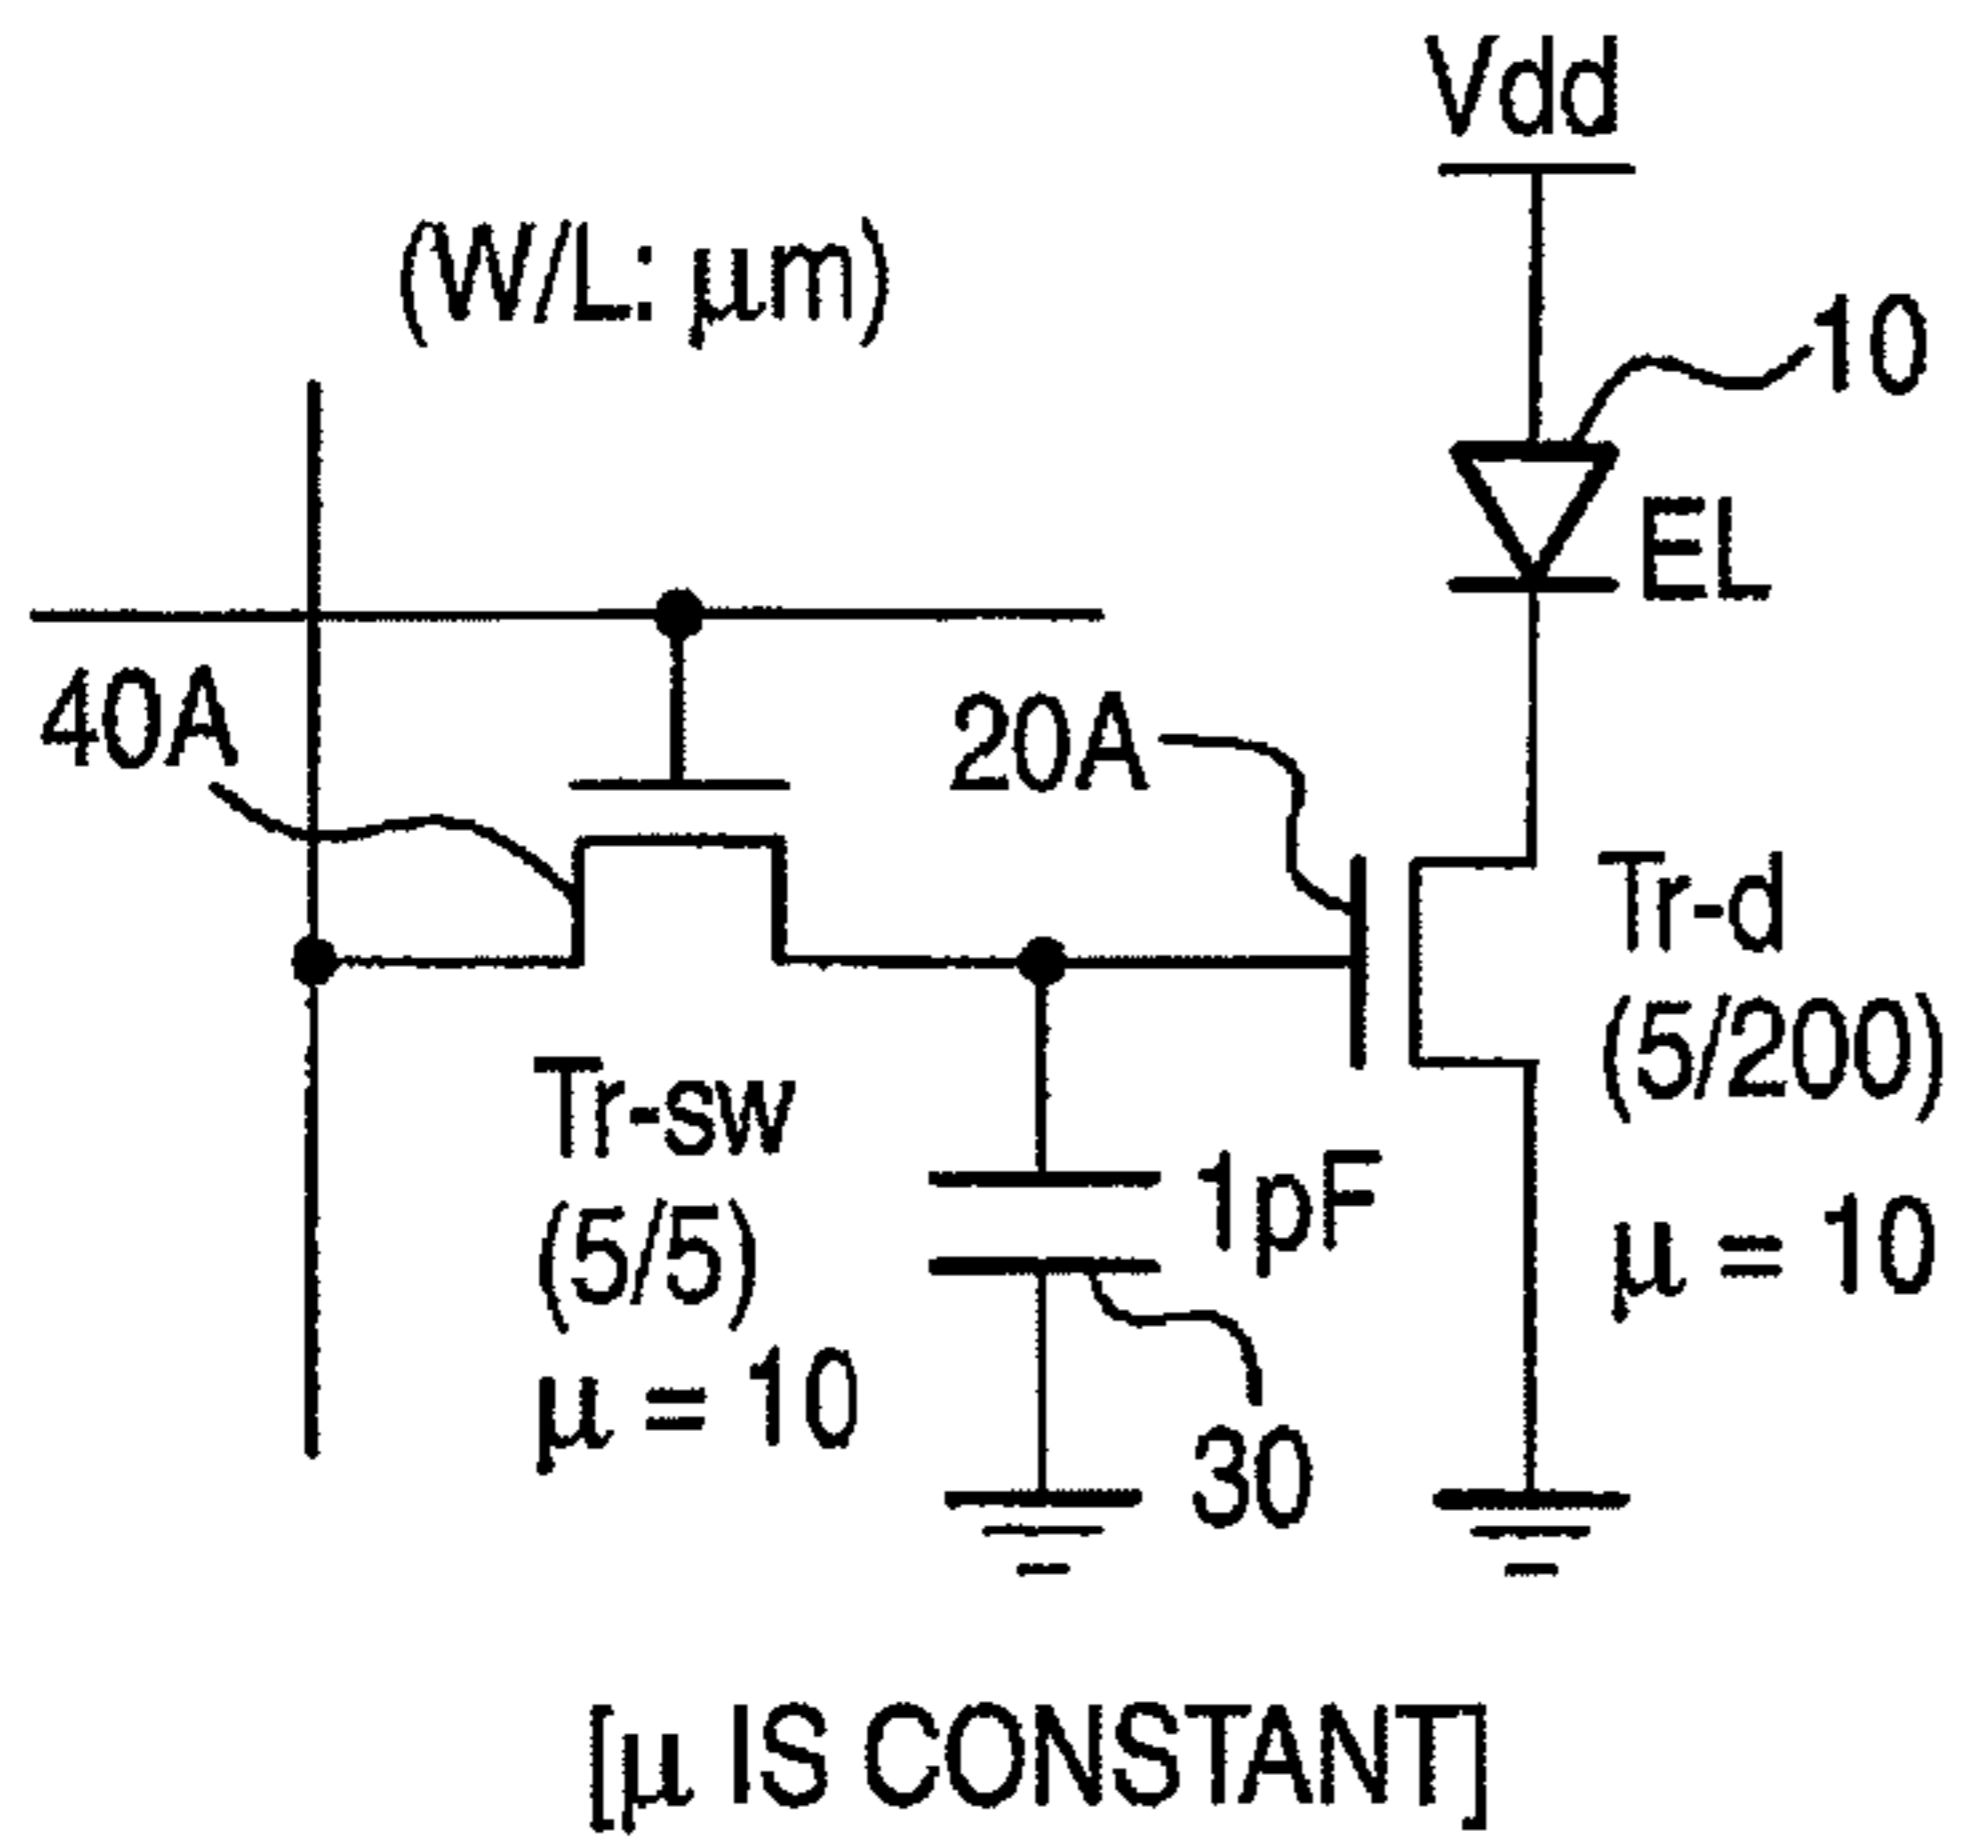 Vdd
(W/L: μm)
10
EL
40A
20A
Tr-d
(5/200)
μ = 10
Tr-sw
(5/5)
μ = 10
1pF
30
[μ IS CONSTANT]